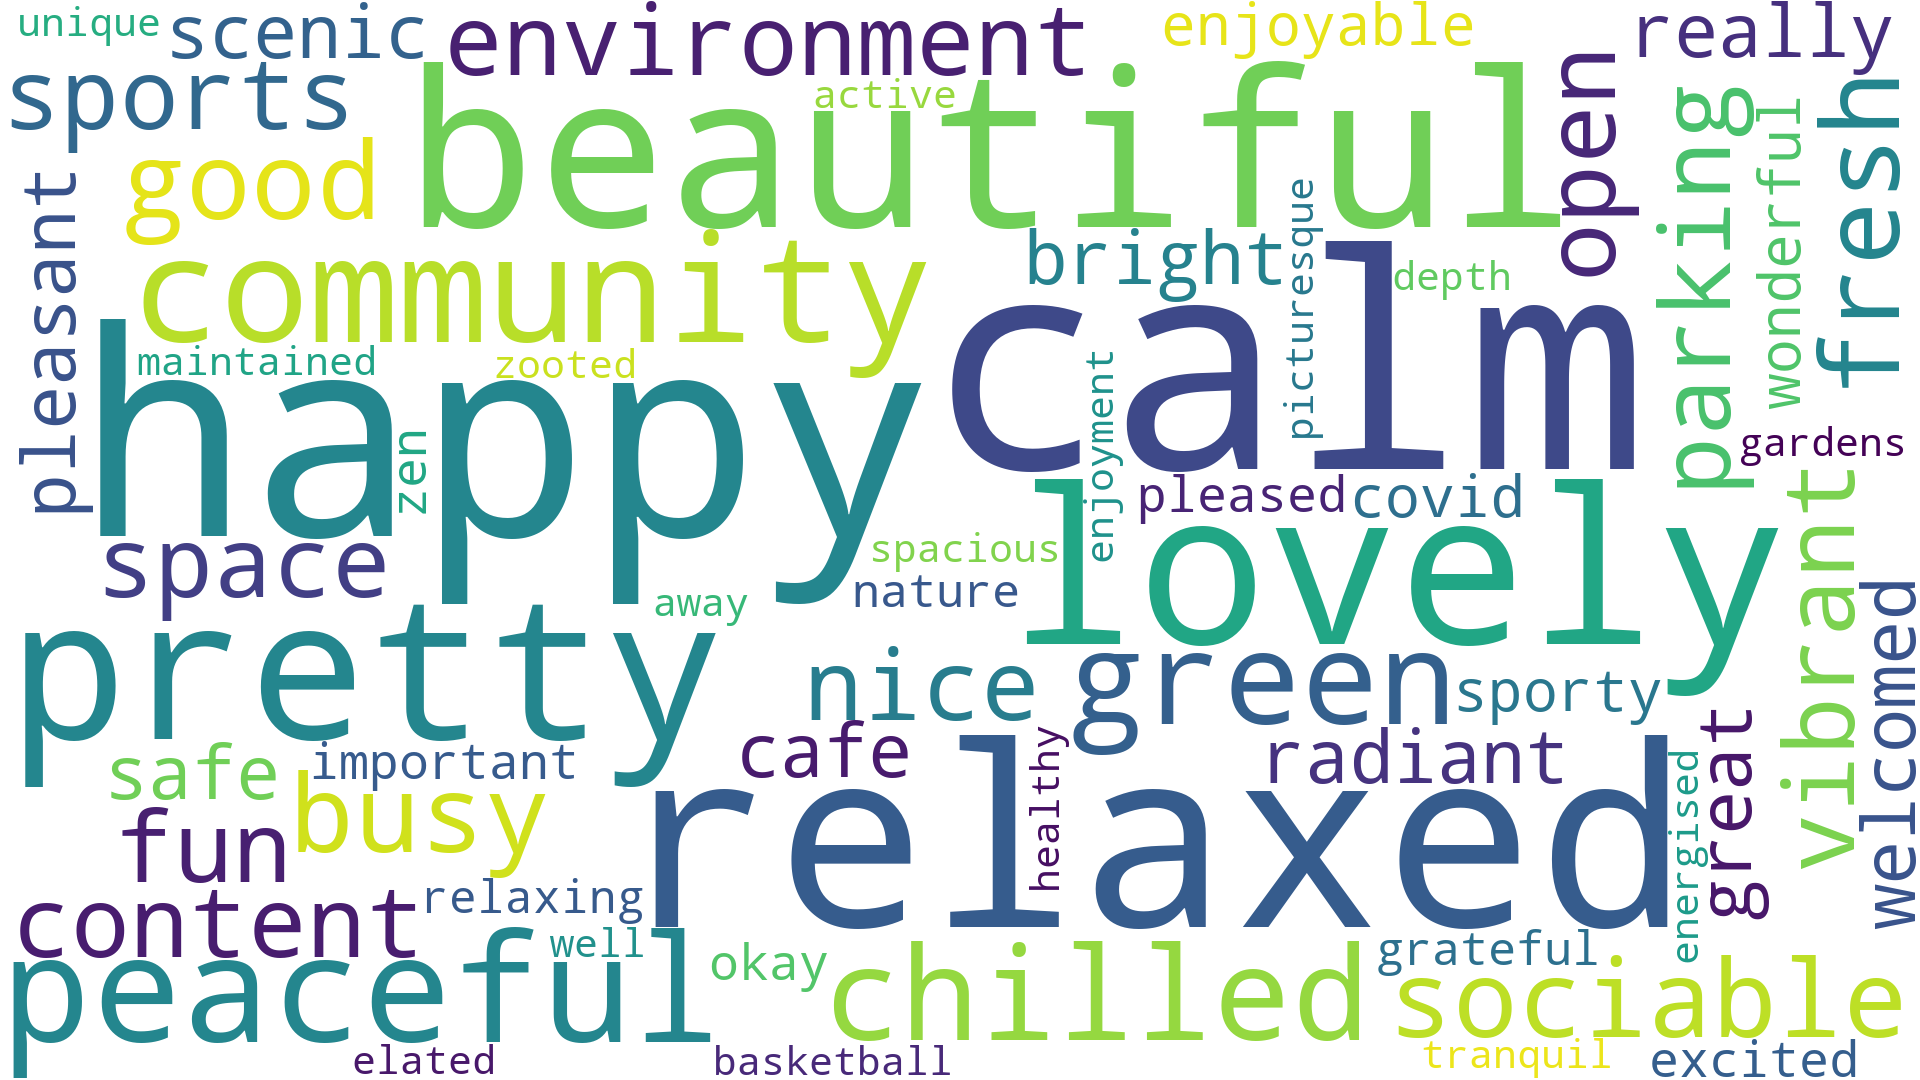 unique
scenic
environment
enjoyable
really
sports
beautiful
active
open
parking
wonderful
fresh
good
pleasant
community
bright
picturesque
depth
calm
happy
maintained
zooted
zen
enjoyment
gardens
lovely
pleased
covid
vibrant
space
spacious
nature
away
welcomed
pretty
nice
green
sporty
safe
important
cafe
healthy
radiant
great
energised
busy
fun
relaxed
content
relaxing
peaceful
well
okay
chilled
grateful
sociable
elated
basketball
tranquil
excited